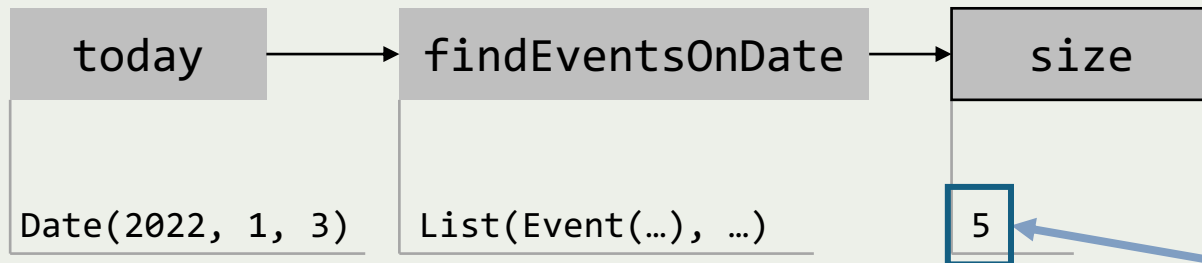 today findEventsOnDate size
Date(2022, 1, 3) List(Event(…), …) 5